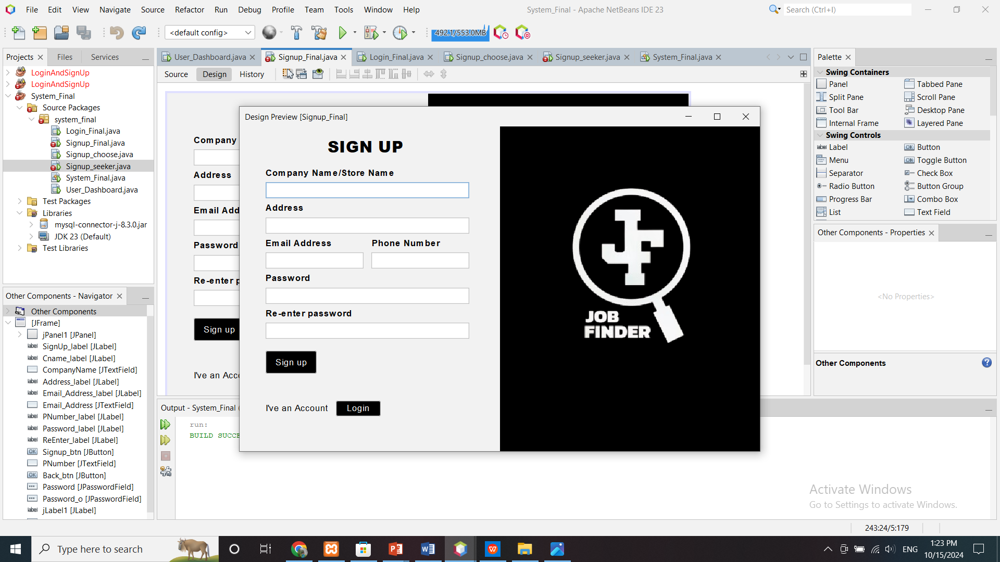 File Edit View Navigate Source Refactor Run Debug Profile Team Tools Window Help
System_Final - Apache NetBeans IDE 23
Search (Ctrl+I)
<default config>
492.1/553.0MB
Projects Files Services
User_Dashboard.java Signup_Final.java Login_Final.java Signup_choose.java Signup_seeker.java System_Final.java
Source Design History
LoginAndSignUp
LoginAndSignUp
System_Final
Source Packages
system_final
Login_Final.java
Signup_Final.java
Signup_choose.java
Signup_seeker.java
System_Final.java
User_Dashboard.java
Test Packages
Libraries
mysql-connector-j-8.3.0.jar
JDK 23 (Default)
Test Libraries
Other Components - Navigator
Other Components
[JFrame]
jPanel1 [JPanel]
SignUp_label [JLabel]
Cname_label [JLabel]
CompanyName [JTextField]
Address_label [JLabel]
Email_Address_label [JLabel]
Email_Address [JTextField]
PNumber_label [JLabel]
Password_label [JLabel]
ReEnter_label [JLabel]
Signup_btn [JButton]
PNumber [JTextField]
Back_btn [JButton]
Password [JPasswordField]
Password_o [JPasswordField]
jLabel1 [JLabel]
Company
Address
Email Add
Password
Re-enter p
Sign up
I've an Acc
Design Preview [Signup_Final]
SIGN UP
Company Name/Store Name
Address
Email Address Phone Number
Password
Re-enter password
Sign up
I've an Account Login
JF
JOB
FINDER
Output - System_Final (
run:
BUILD SUCCE
Palette
Swing Containers
Panel Tabbed Pane
Split Pane Scroll Pane
Tool Bar Desktop Pane
Internal Frame Layered Pane
Swing Controls
Label Button
Menu Toggle Button
Separator Check Box
Radio Button Button Group
Progress Bar Combo Box
List Text Field
Other Components - Properties
<No Properties>
Other Components
Activate Windows
Go to Settings to activate Windows.
243:24/5:179
Type here to search
ENG
1:23 PM
10/15/2024